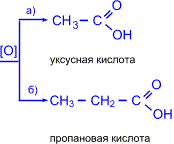 а)
O
CH₃ – C
[O]
OH
уксусная кислота
б)
O
CH₃ – CH₂ – C
OH
пропановая кислота